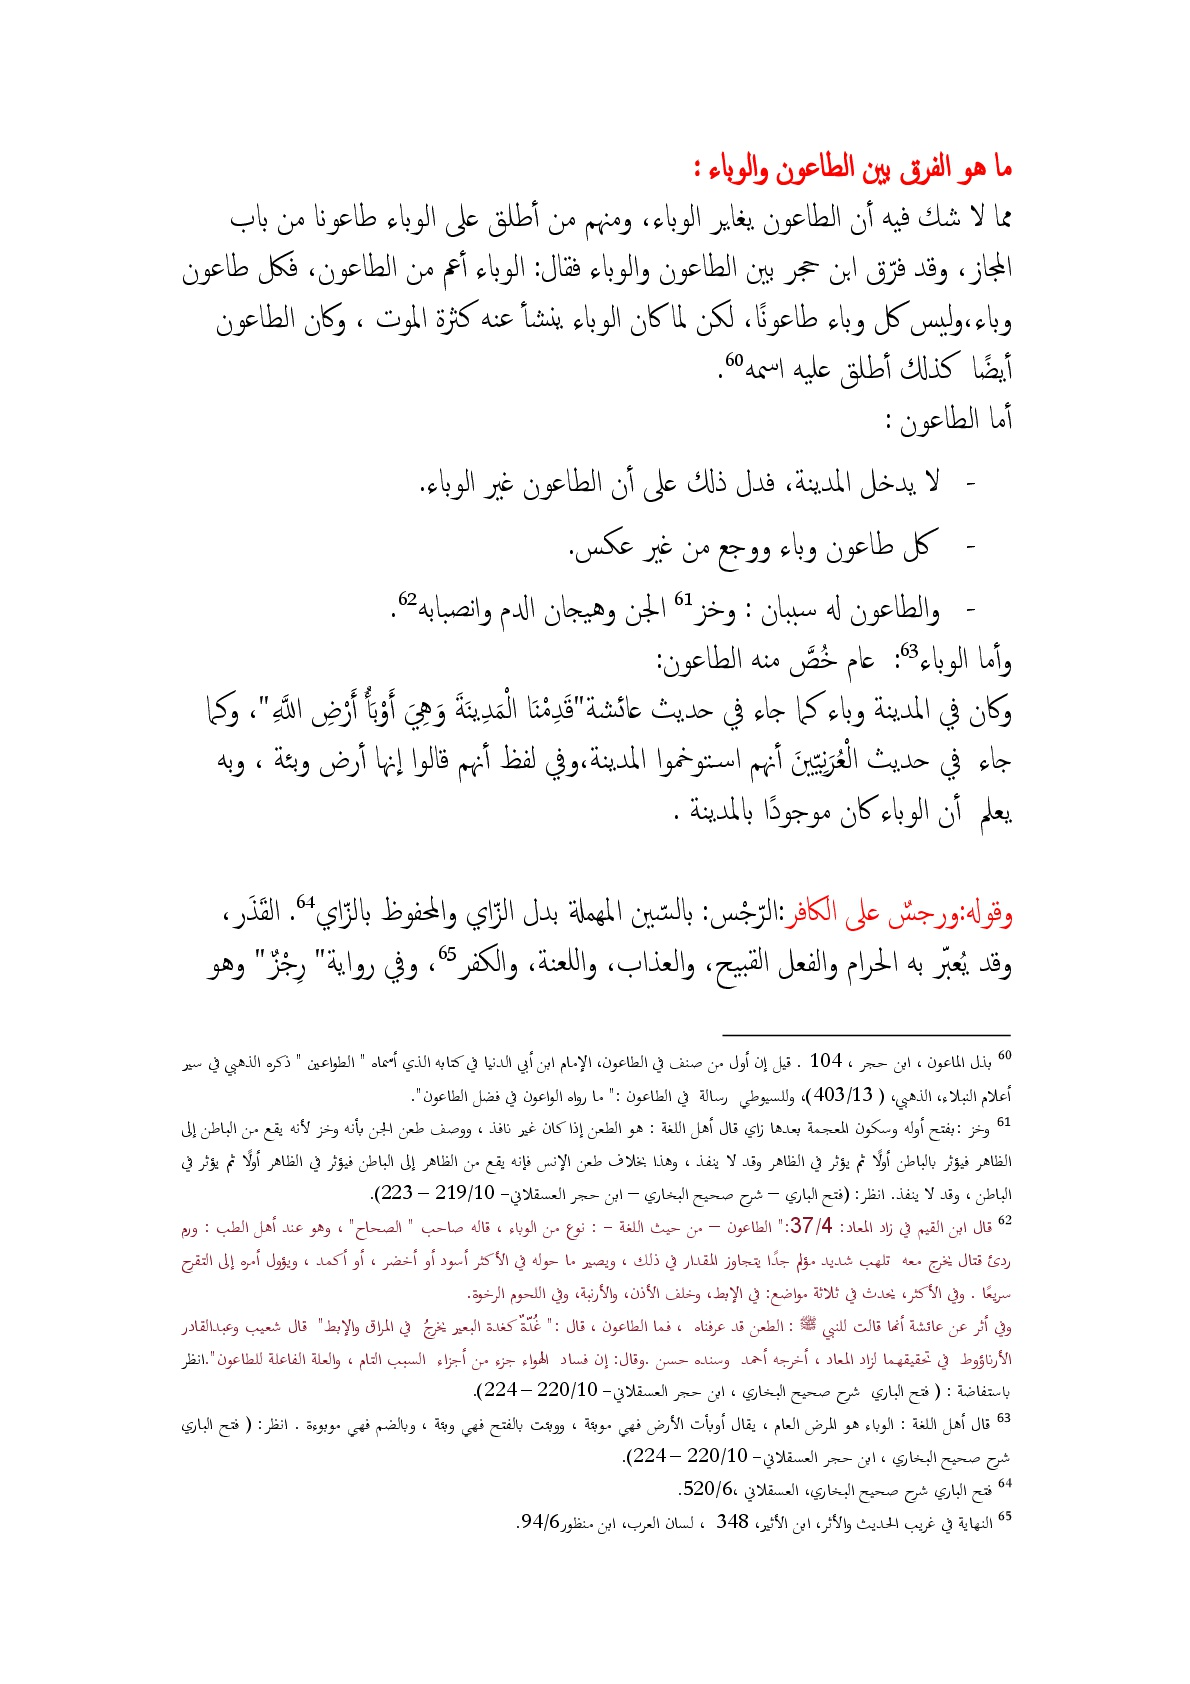 ما هو الفرق بين الطاعون والوباء :
مما لا شك فيه أن الطاعون يغاير الوباء، ومنهم من أطلق على الوباء طاعونا من باب
المجاز، وقد فرّق ابن حجر بين الطاعون والوباء فقال: الوباء أعم من الطاعون، فكل طاعون
وباء،وليس كل وباء طاعونًا، لكن لما كان الوباء ينشأ عنه كثرة الموت ، وكان الطاعون
أيضًا كذلك أطلق عليه اسمه60.
أما الطاعون :
- لا يدخل المدينة، فدل ذلك على أن الطاعون غير الوباء.
- كل طاعون وباء ووجع من غير عكس.
- والطاعون له سببان : وخز61 الجن وهيجان الدم وانصبابه62.
وأما الوباء63: عام خُصَّ منه الطاعون:
وكان في المدينة وباء كما جاء في حديث عائشة"قَدِمْنَا الْمَدِينَةَ وَهِيَ أَوْبَأُ أَرْضِ اللَّهِ"، وكما
جاء في حديث الْعُرَنِيّينَ أنهم استوخموا المدينة،وفي لفظ أنهم قالوا إنها أرض وبئة ، وبه
يعلم أن الوباء كان موجودًا بالمدينة .
وقوله:ورجسٌ على الكافر:الرّجْس: بالسّين المهملة بدل الزّاي والمحفوظ بالزّاي64. القَذَر،
وقد يُعبّر به الحرام والفعل القبيح، والعذاب، واللعنة، والكفر65، وفي رواية" رِجْزٌ" وهو
60 بذل الماعون ، ابن حجر ، 104 . قيل إن أول من صنف في الطاعون، الإمام ابن أبي الدنيا في كتابه الذي أسماه " الطواعين " ذكره الذهبي في سير
أعلام النبلاء، الذهبي، ( 403/13)، وللسيوطي رسالة في الطاعون :" ما رواه الواعون في فضل الطاعون".
61 وخز :بفتح أوله وسكون المعجمة بعدها زاي قال أهل اللغة : هو الطعن إذا كان غير نافذ ، ووصف طعن الجن بأنه وخز لأنه يقع من الباطن إلى
الظاهر فيؤثر بالباطن أولًا ثم يؤثر في الظاهر وقد لا ينفذ ، وهذا بخلاف طعن الإنس فإنه يقع من الظاهر إلى الباطن فيؤثر في الظاهر أولًا ثم يؤثر في
الباطن ، وقد لا ينفذ. انظر: (فتح الباري – شرح صحيح البخاري – ابن حجر العسقلاني- 219/10 – 223).
62 قال ابن القيم في زاد المعاد: 37/4:" الطاعون – من حيث اللغة – : نوع من الوباء ، قاله صاحب " الصحاح" ، وهو عند أهل الطب : ورم
ردئ قتال يخرج معه تلهب شديد مؤلم جدًا يتجاوز المقدار في ذلك ، ويصير ما حوله في الأكثر أسود أو أخضر ، أو أكمد ، ويؤول أمره إلى التقرح
سريعًا . وفي الأكثر، يحدث في ثلاثة مواضع: في الإبط، وخلف الأذن، والأرنبة، وفي اللحوم الرخوة.
وفي أثر عن عائشة أنها قالت للنبي ﷺ : الطعن قد عرفناه ، فما الطاعون ، قال :" غُدّةٌ كغدة البعير يخرجُ في المراق والإبط" قال شعيب وعبدالقادر
الأرناؤوط في تحقيقهما لزاد المعاد ، أخرجه أحمد وسنده حسن .وقال: إن فساد الهواء جزء من أجزاء السبب التام ، والعلة الفاعلة للطاعون".انظر
باستفاضة : ( فتح الباري شرح صحيح البخاري ، ابن حجر العسقلاني- 220/10 – 224).
63 قال أهل اللغة : الوباء هو المرض العام ، يقال أوبأت الأرض فهي موبئة ، ووبئت بالفتح فهي وبئة ، وبالضم فهي موبوءة . انظر: ( فتح الباري
شرح صحيح البخاري ، ابن حجر العسقلاني- 220/10 – 224).
64 فتح الباري شرح صحيح البخاري، العسقلاني ،520/6.
65 النهاية في غريب الحديث والأثر، ابن الأثير، 348 ، لسان العرب، ابن منظور94/6.